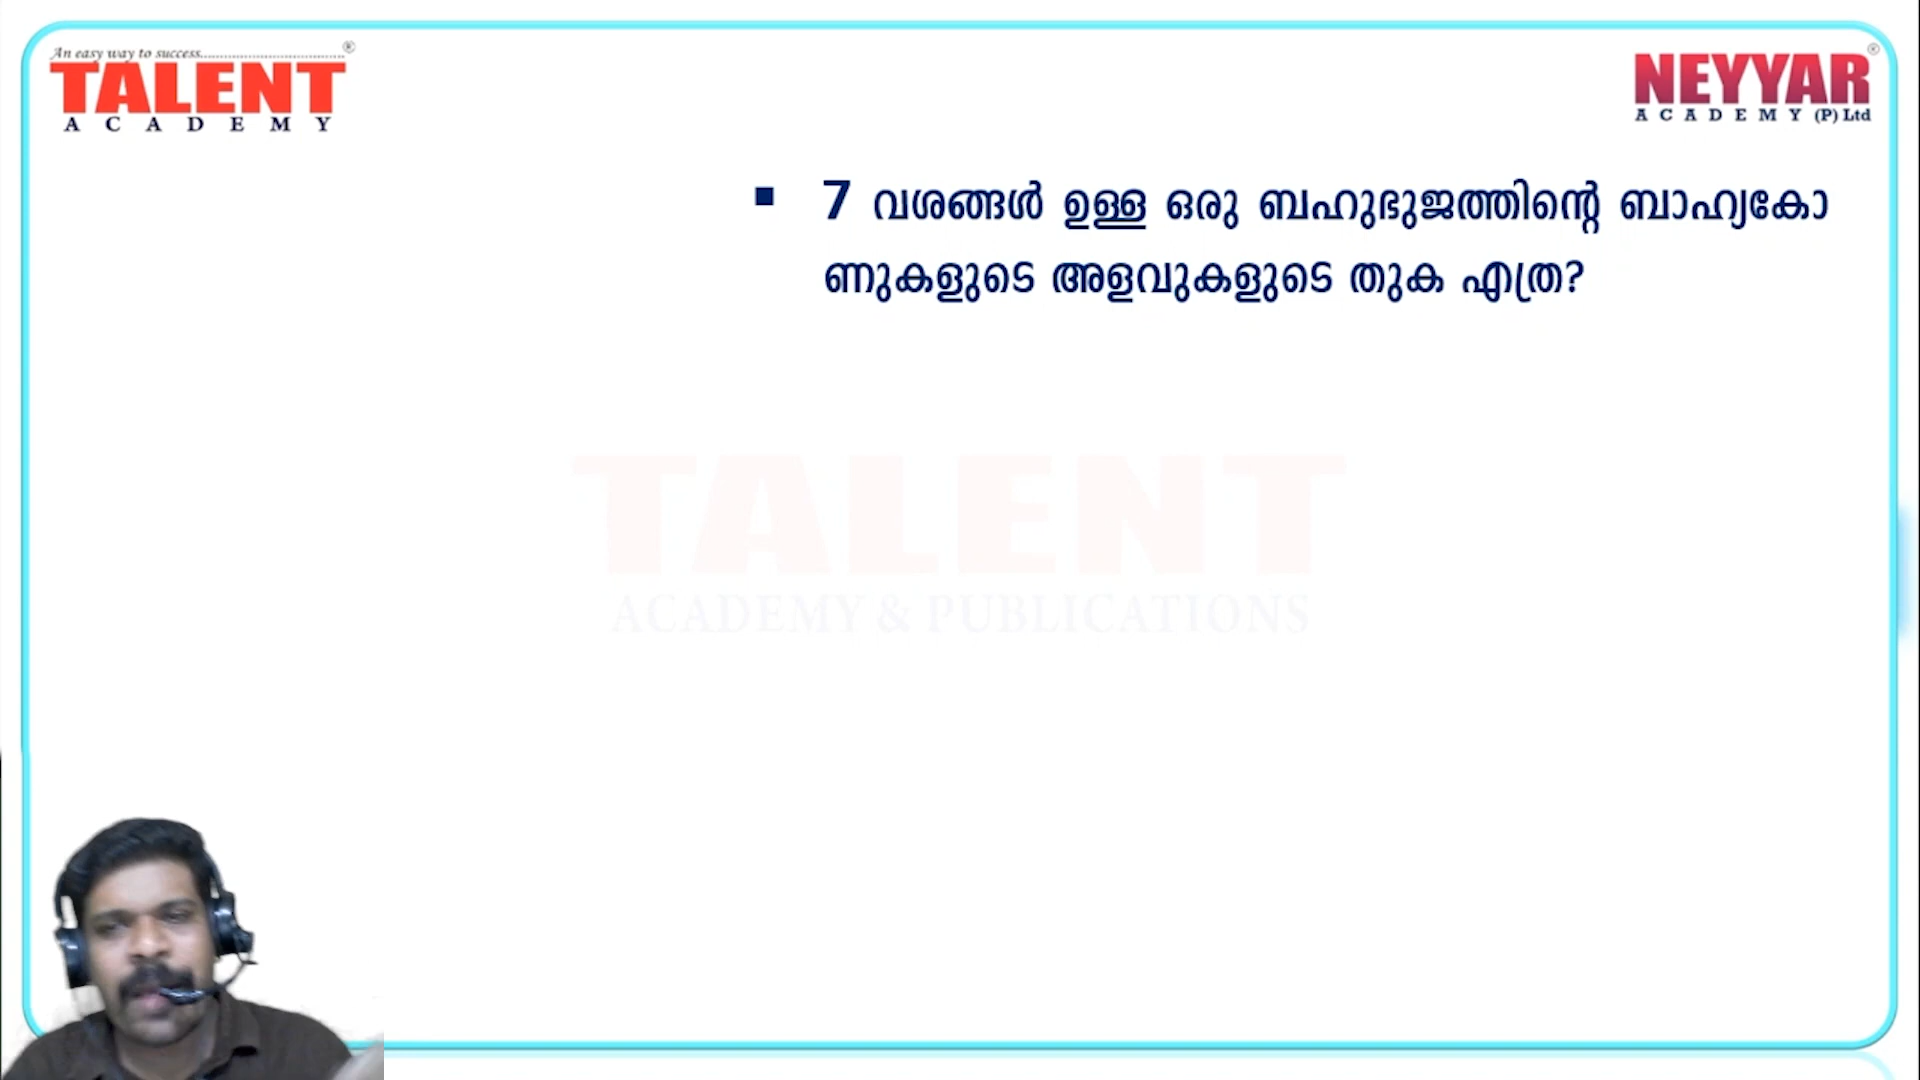 An easy way to success
TALENT
ACADEMY
NEYYAR
ACADEMY (P) Ltd
▪ 7 വശങ്ങൾ ഉള്ള ഒരു ബഹുഭുജത്തിന്റെ ബാഹ്യകോ
ണുകളുടെ അളവുകളുടെ തുക എത്ര?
TALENT
ACADEMY & PUBLICATIONS